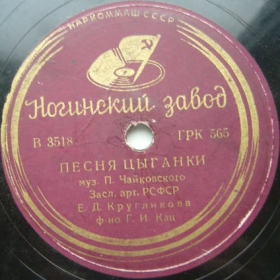 НАРКОММАШ СССР
Ногинский завод
В 3518 ГРК 565
ПЕСНЯ ЦЫГАНКИ
муз. П. Чайковского
Засл. арт. РСФСР
Е. Д. Кругликова
ф-но Г. И. Кац